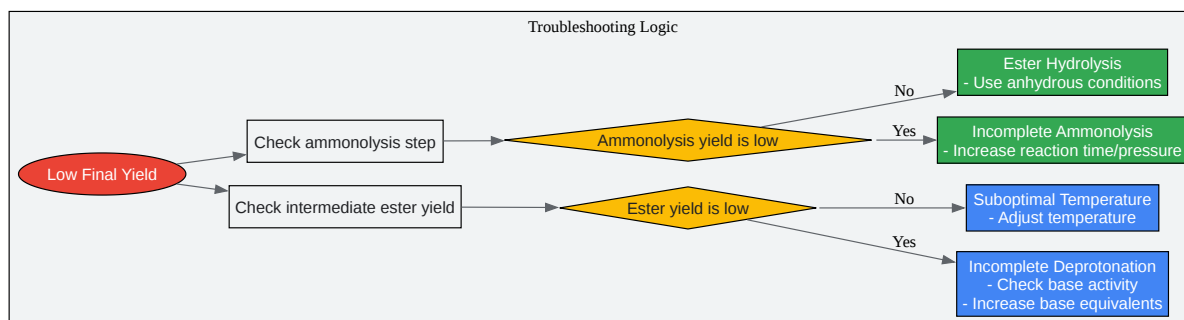 Troubleshooting Logic
Low Final Yield
Check ammonolysis step
Check intermediate ester yield
Ammonolysis yield is low
Ester yield is low
No
Yes
No
Yes
Ester Hydrolysis
- Use anhydrous conditions
Incomplete Ammonolysis
- Increase reaction time/pressure
Suboptimal Temperature
- Adjust temperature
Incomplete Deprotonation
- Check base activity
- Increase base equivalents